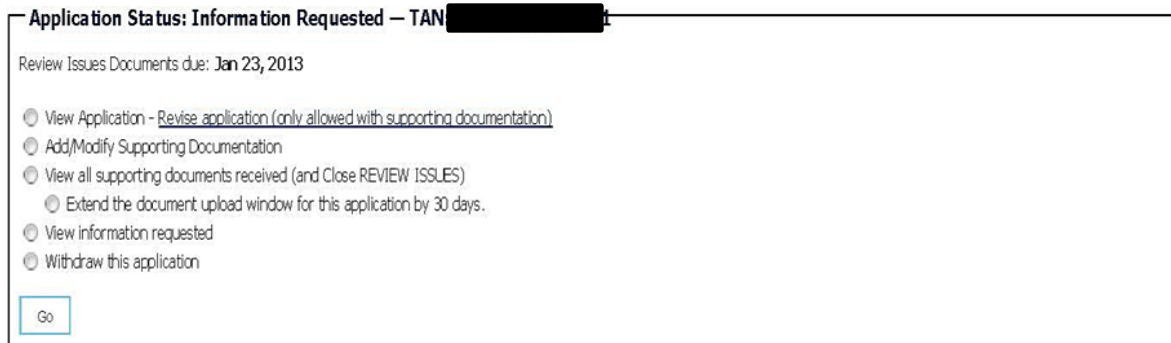 Application Status: Information Requested — TAN:
Review Issues Documents due: Jan 23, 2013
View Application - Revise application (only allowed with supporting documentation)
Add/Modify Supporting Documentation
View all supporting documents received (and Close REVIEW ISSUES)
Extend the document upload window for this application by 30 days.
View information requested
Withdraw this application
Go